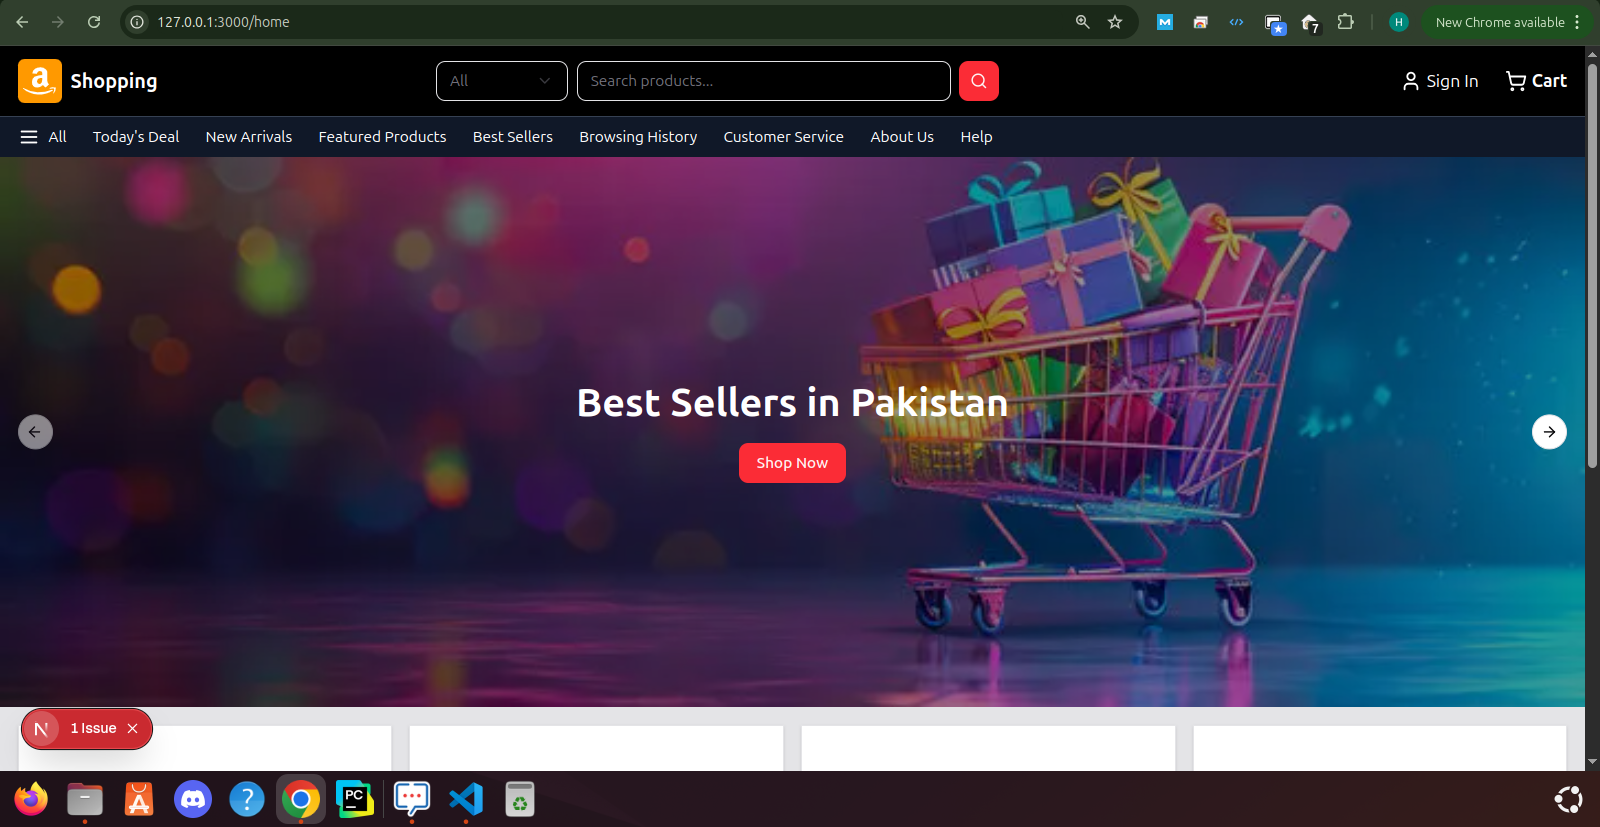 127.0.0.1:3000/home
7
H
New Chrome available
a
Shopping
All
Search products...
Sign In
Cart
All
Today's Deal
New Arrivals
Featured Products
Best Sellers
Browsing History
Customer Service
About Us
Help
Best Sellers in Pakistan
Shop Now
N
1 Issue
A
?
PC